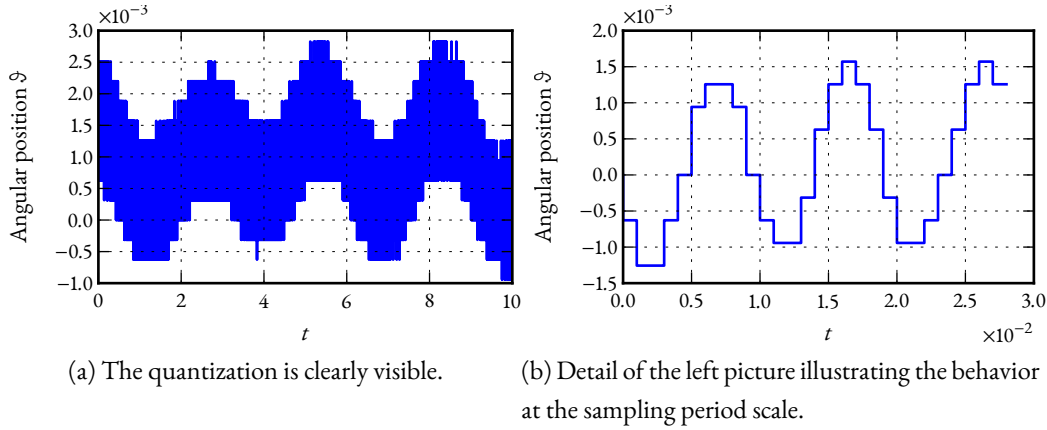 ×10⁻³
3.0
2.5
2.0
1.5
1.0
0.5
0.0
−0.5
−1.0
0 2 4 6 8 10
Angular position ϑ
t
(a) The quantization is clearly visible.
×10⁻³
2.0
1.5
1.0
0.5
0.0
−0.5
−1.0
−1.5
0.0 0.5 1.0 1.5 2.0 2.5 3.0
Angular position ϑ
t
×10⁻²
(b) Detail of the left picture illustrating the behavior
at the sampling period scale.